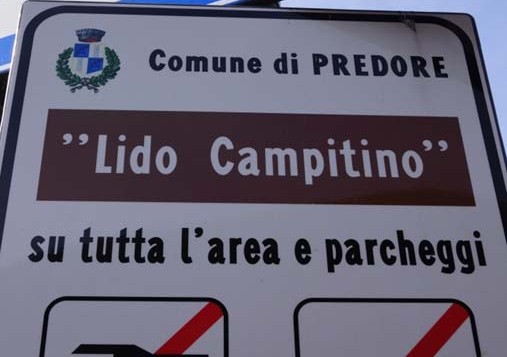 Comune di PREDORE
"Lido Campitino"
su tutta l'area e parcheggi